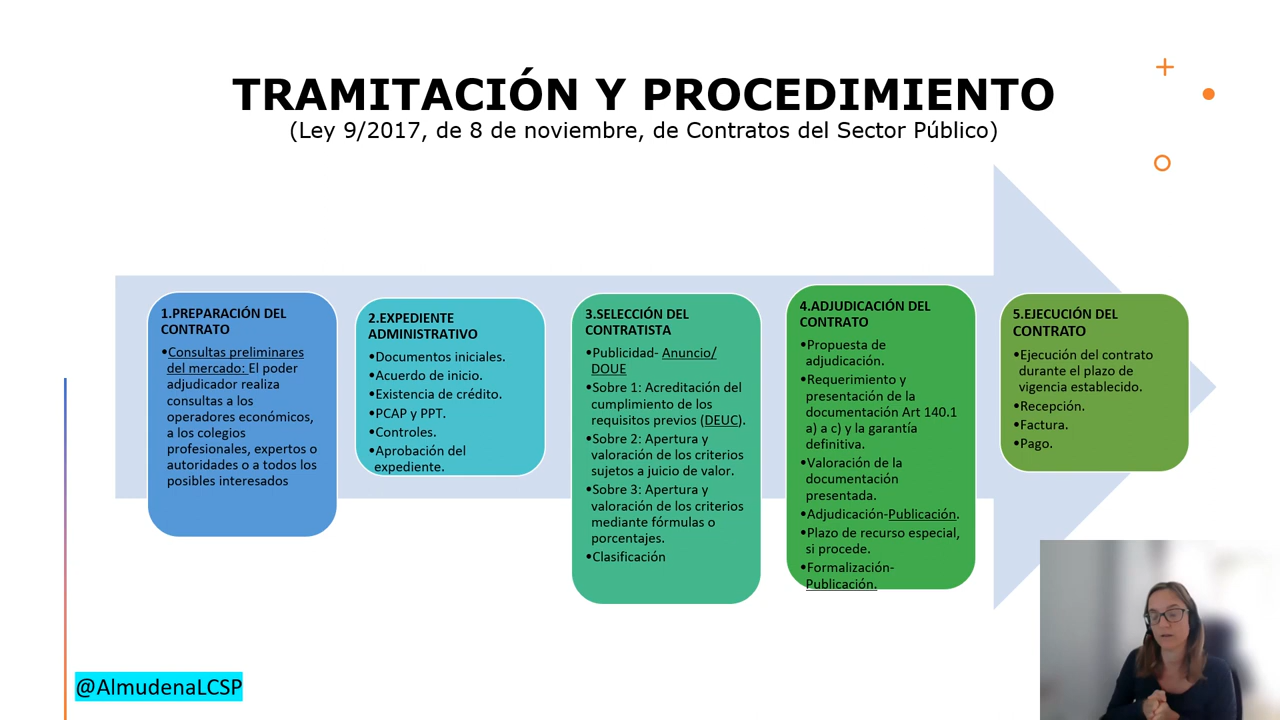 TRAMITACIÓN Y PROCEDIMIENTO
(Ley 9/2017, de 8 de noviembre, de Contratos del Sector Público)
1.PREPARACIÓN DEL
CONTRATO
•Consultas preliminares
del mercado: El poder
adjudicador realiza
consultas a los
operadores económicos,
a los colegios
profesionales, expertos o
autoridades o a todos los
posibles interesados
2.EXPEDIENTE
ADMINISTRATIVO
•Documentos iniciales.
•Acuerdo de inicio.
•Existencia de crédito.
•PCAP y PPT.
•Controles.
•Aprobación del
expediente.
3.SELECCIÓN DEL
CONTRATISTA
•Publicidad- Anuncio/
DOUE
•Sobre 1: Acreditación del
cumplimiento de los
requisitos previos (DEUC).
•Sobre 2: Apertura y
valoración de los criterios
sujetos a juicio de valor.
•Sobre 3: Apertura y
valoración de los criterios
mediante fórmulas o
porcentajes.
•Clasificación
4.ADJUDICACIÓN DEL
CONTRATO
•Propuesta de
adjudicación.
•Requerimiento y
presentación de la
documentación Art 140.1
a) a c) y la garantía
definitiva.
•Valoración de la
documentación
presentada.
•Adjudicación-Publicación.
•Plazo de recurso especial,
si procede.
•Formalización-
Publicación.
5.EJECUCIÓN DEL
CONTRATO
•Ejecución del contrato
durante el plazo de
vigencia establecido.
•Recepción.
•Factura.
•Pago.
@AlmudenaLCSP